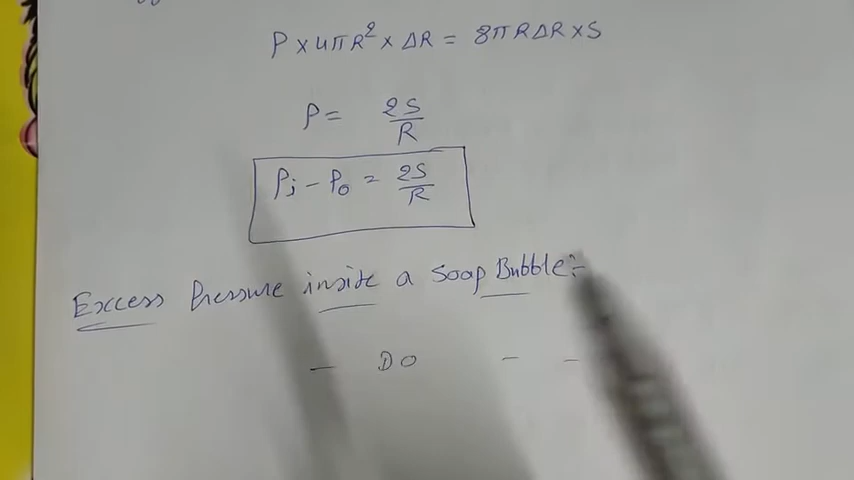 P × 4πR² × ΔR = 8πRΔR × S
P = 2S/R
Pi - Po = 2S/R
Excess Pressure inside a Soap Bubble:-
— DO — —